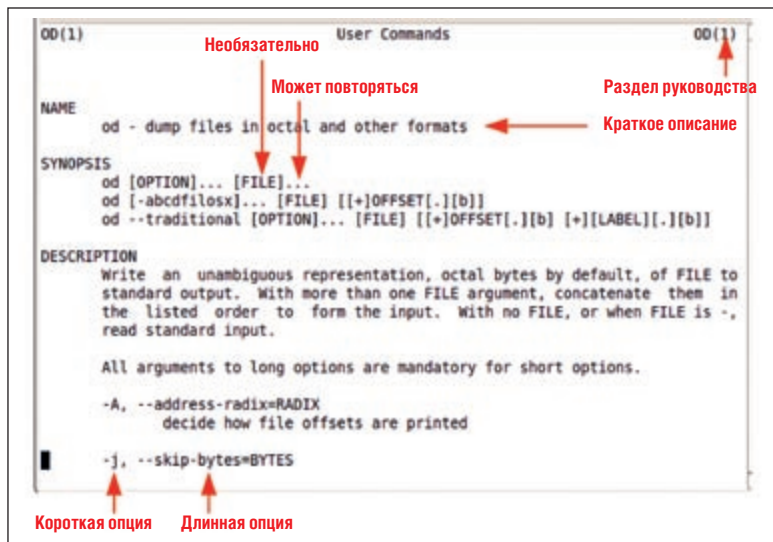 OD(1) User Commands OD(1)
Необязательно
Может повторяться
Раздел руководства
NAME
od - dump files in octal and other formats
Краткое описание
SYNOPSIS
od [OPTION]... [FILE]...
od [-abcdfilosx]... [FILE] [[+]OFFSET[.][b]]
od --traditional [OPTION]... [FILE] [[+]OFFSET[.][b] [+][LABEL][.][b]]
DESCRIPTION
Write an unambiguous representation, octal bytes by default, of FILE to
standard output. With more than one FILE argument, concatenate them in
the listed order to form the input. With no FILE, or when FILE is -,
read standard input.
All arguments to long options are mandatory for short options.
-A, --address-radix=RADIX
decide how file offsets are printed
-j, --skip-bytes=BYTES
Короткая опция Длинная опция